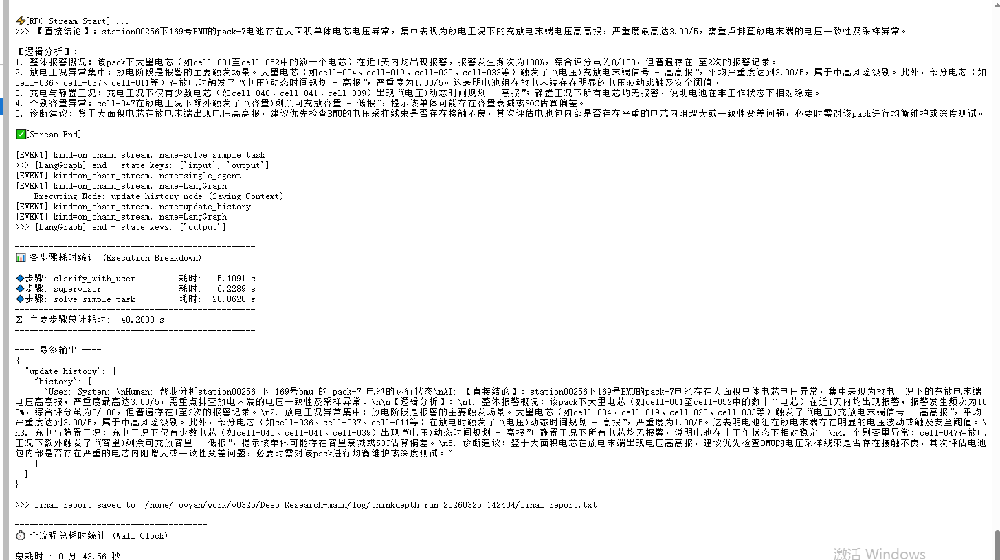 ⚡[RPO Stream Start] ...
>>> 【直接结论】: station00256下169号BMU的pack-7电池存在大面积单体电芯电压异常，集中表现为放电工况下的充放电末端电压高高报，严重度最高达3.00/5，需重点排查放电末端的电压一致性及采样异常。
【逻辑分析】:
1. 整体报警概况: 该pack下大量电芯（如cell-001至cell-052中的数十个电芯）在近1天内均出现报警，报警发生频次为100%，综合评分虽为0/100，但普遍存在1至2次的报警记录。
2. 放电工况异常集中: 放电阶段是报警的主要触发场景。大量电芯（如cell-004、cell-019、cell-020、cell-033等）触发了“(电压)充放电末端信号 - 高高报”，平均严重度达到3.00/5，属于中高风险级别。此外，部分电芯（如
cell-036、cell-037、cell-011等）在放电时触发了“(电压)动态时间规划 - 高报”，严重度为1.00/5。这表明电池组在放电末端存在明显的电压波动或触及安全阈值。
3. 充电与静置工况: 充电工况下仅有少数电芯（如cell-040、cell-041、cell-039）出现“(电压)动态时间规划 - 高报”；静置工况下所有电芯均无报警，说明电池在非工作状态下相对稳定。
4. 个别容量异常: cell-047在放电工况下额外触发了“(容量)剩余可充放容量 - 低报”，提示该单体可能存在容量衰减或SOC估算偏差。
5. 诊断建议: 鉴于大面积电芯在放电末端出现电压高高报，建议优先检查BMU的电压采样线束是否存在接触不良，其次评估电池包内部是否存在严重的电芯内阻增大或一致性变差问题，必要时需对该pack进行均衡维护或深度测试。
✅[Stream End]
[EVENT] kind=on_chain_stream, name=solve_simple_task
>>> [LangGraph] end - state keys: ['input', 'output']
[EVENT] kind=on_chain_stream, name=single_agent
[EVENT] kind=on_chain_stream, name=LangGraph
--- Executing Node: update_history_node (Saving Context) ---
[EVENT] kind=on_chain_stream, name=update_history
[EVENT] kind=on_chain_stream, name=LangGraph
>>> [LangGraph] end - state keys: ['output']
==================================================
📊 各步骤耗时统计 (Execution Breakdown)
--------------------------------------------------
🔹步骤: clarify_with_user 耗时: 5.1091 s
🔹步骤: supervisor 耗时: 6.2289 s
🔹步骤: solve_simple_task 耗时: 28.8620 s
--------------------------------------------------
Σ 主要步骤总计耗时: 40.2000 s
==================================================
==== 最终输出 ====
{
"update_history": {
"history": [
"User: System: \nHuman: 帮我分析station00256 下 169号bmu 的 pack-7 电池的运行状态\nAI: 【直接结论】: station00256下169号BMU的pack-7电池存在大面积单体电芯电压异常，集中表现为放电工况下的充放电末端
电压高高报，严重度最高达3.00/5，需重点排查放电末端的电压一致性及采样异常。\n\n【逻辑分析】: \n1. 整体报警概况: 该pack下大量电芯（如cell-001至cell-052中的数十个电芯）在近1天内均出现报警，报警发生频次为10
0%，综合评分虽为0/100，但普遍存在1至2次的报警记录。\n2. 放电工况异常集中: 放电阶段是报警的主要触发场景。大量电芯（如cell-004、cell-019、cell-020、cell-033等）触发了“(电压)充放电末端信号 - 高高报”，平均
严重度达到3.00/5，属于中高风险级别。此外，部分电芯（如cell-036、cell-037、cell-011等）在放电时触发了“(电压)动态时间规划 - 高报”，严重度为1.00/5。这表明电池组在放电末端存在明显的电压波动或触及安全阈值。\
n3. 充电与静置工况: 充电工况下仅有少数电芯（如cell-040、cell-041、cell-039）出现“(电压)动态时间规划 - 高报”；静置工况下所有电芯均无报警，说明电池在非工作状态下相对稳定。\n4. 个别容量异常: cell-047在放电
工况下额外触发了“(容量)剩余可充放容量 - 低报”，提示该单体可能存在容量衰减或SOC估算偏差。\n5. 诊断建议: 鉴于大面积电芯在放电末端出现电压高高报，建议优先检查BMU的电压采样线束是否存在接触不良，其次评估电池
包内部是否存在严重的电芯内阻增大或一致性变差问题，必要时需对该pack进行均衡维护或深度测试。"
]
}
}
>>> final report saved to: /home/jovyan/work/v0325/Deep_Research-main/log/thinkdepth_run_20260325_142404/final_report.txt
========================================
⏱ 全流程总耗时统计 (Wall Clock)
--------------------
总耗时 : 0 分 43.56 秒
激活 Windows